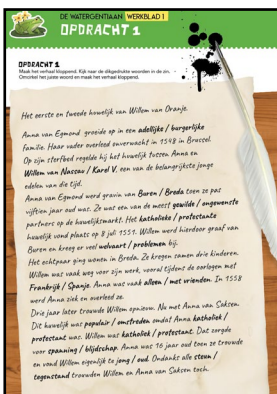 DE WATERGENTIAAN WERKBLAD 1
OPDRACHT 1
OPDRACHT 1
Maak het verhaal kloppend. Kijk naar de dikgedrukte woorden in de zin.
Omcirkel het juiste woord en maak het verhaal kloppend.
Het eerste en tweede huwelijk van Willem van Oranje.
Anna van Egmond groeide op in een adellijke / burgerlijke
familie. Haar vader overleed onverwacht in 1548 in Brussel.
Op zijn sterfbed regelde hij het huwelijk tussen Anna en
Willem van Nassau / Karel V, een van de belangrijkste jonge
edelen van die tijd.
Anna van Egmond werd gravin van Buren / Breda toen ze pas
vijftien jaar oud was. Ze was een van de meest gewilde / ongewenste
partners op de huwelijksmarkt. Het katholieke / protestante
huwelijk vond plaats op 8 juli 1551. Willem werd hierdoor graaf van
Buren en kreeg er veel welvaart / problemen bij.
Het echtpaar ging wonen in Breda. Ze kregen samen drie kinderen.
Willem was vaak weg voor zijn werk, vooral tijdens de oorlogen met
Frankrijk / Spanje. Anna was vaak alleen / met vrienden. In 1558
werd Anna ziek en overleed ze.
Drie jaar later trouwde Willem opnieuw. Nu met Anna van Saksen.
Dit huwelijk was populair / omstreden omdat Anna katholiek /
protestant was. Willem was katholiek / protestant. Dat zorgde
voor spanning / blijdschap. Anna was 16 jaar oud toen ze trouwde
en vond Willem eigenlijk te jong / oud. Ondanks alle steun /
tegenstand trouwden Willem en Anna van Saksen toch.